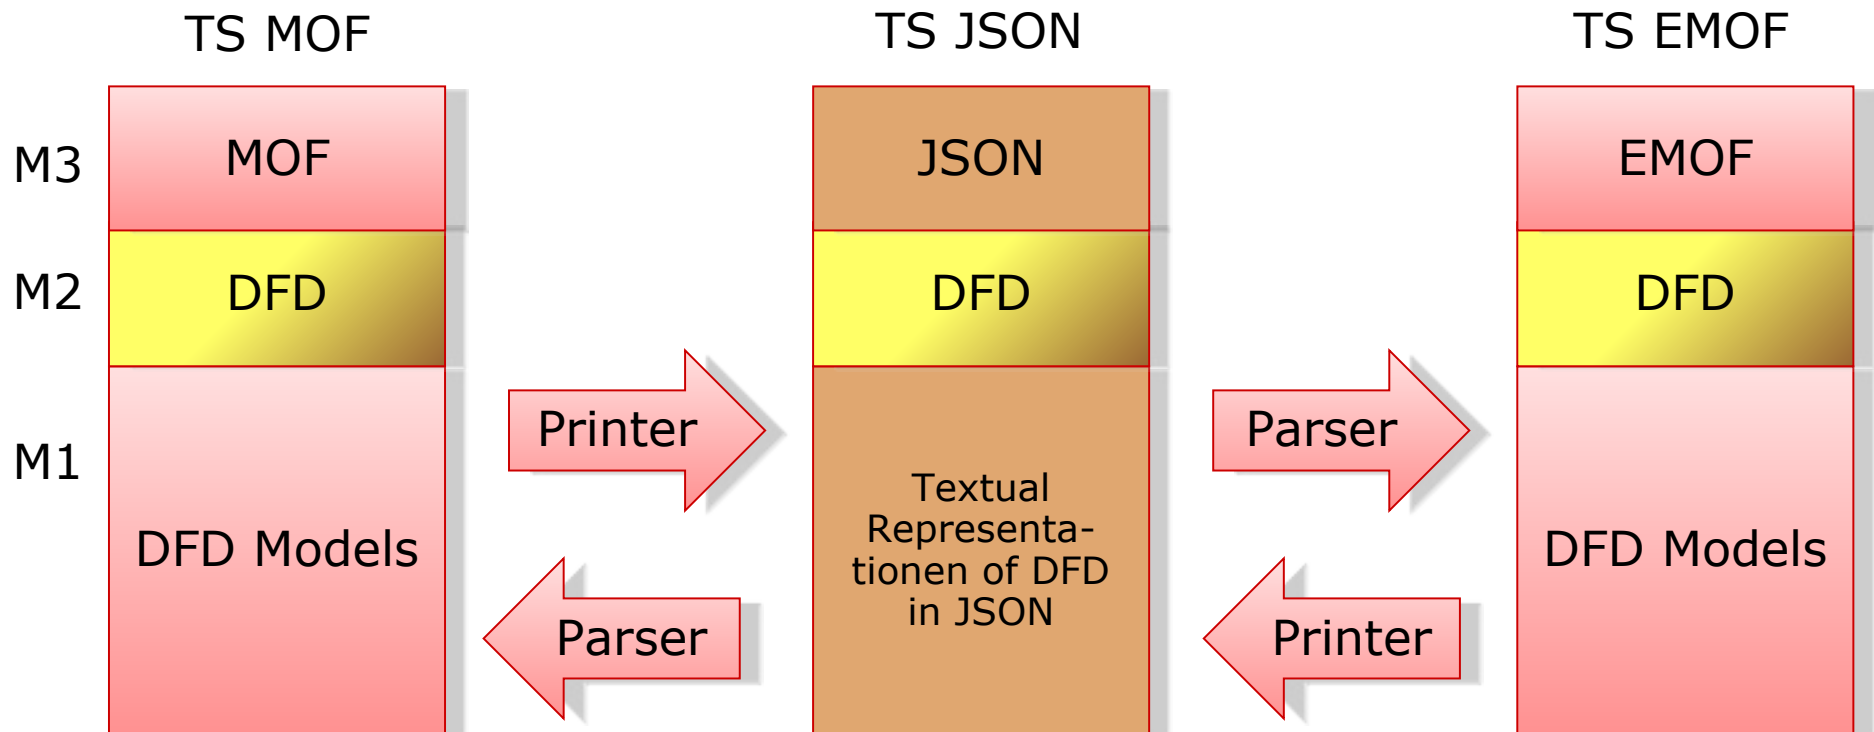 TS MOF
TS JSON
TS EMOF
M3
MOF
JSON
EMOF
M2
DFD
DFD
DFD
M1
Printer
Parser
DFD Models
Textual
Representa-
tionen of DFD
in JSON
DFD Models
Parser
Printer